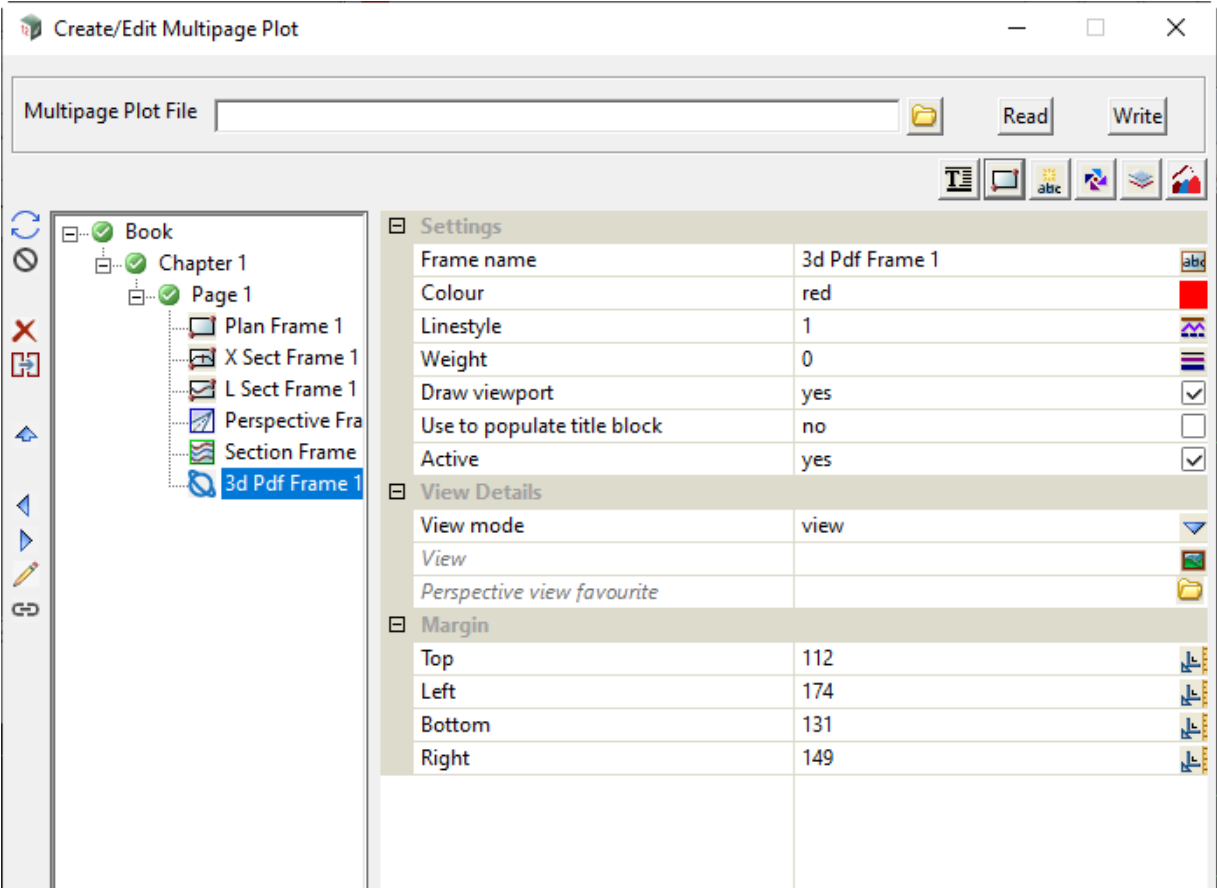 Create/Edit Multipage Plot
Multipage Plot File
Read
Write
Book
Chapter 1
Page 1
Plan Frame 1
X Sect Frame 1
L Sect Frame 1
Perspective Fra
Section Frame
3d Pdf Frame 1
Settings
Frame name 3d Pdf Frame 1
Colour red
Linestyle 1
Weight 0
Draw viewport yes
Use to populate title block no
Active yes
View Details
View mode view
View
Perspective view favourite
Margin
Top 112
Left 174
Bottom 131
Right 149